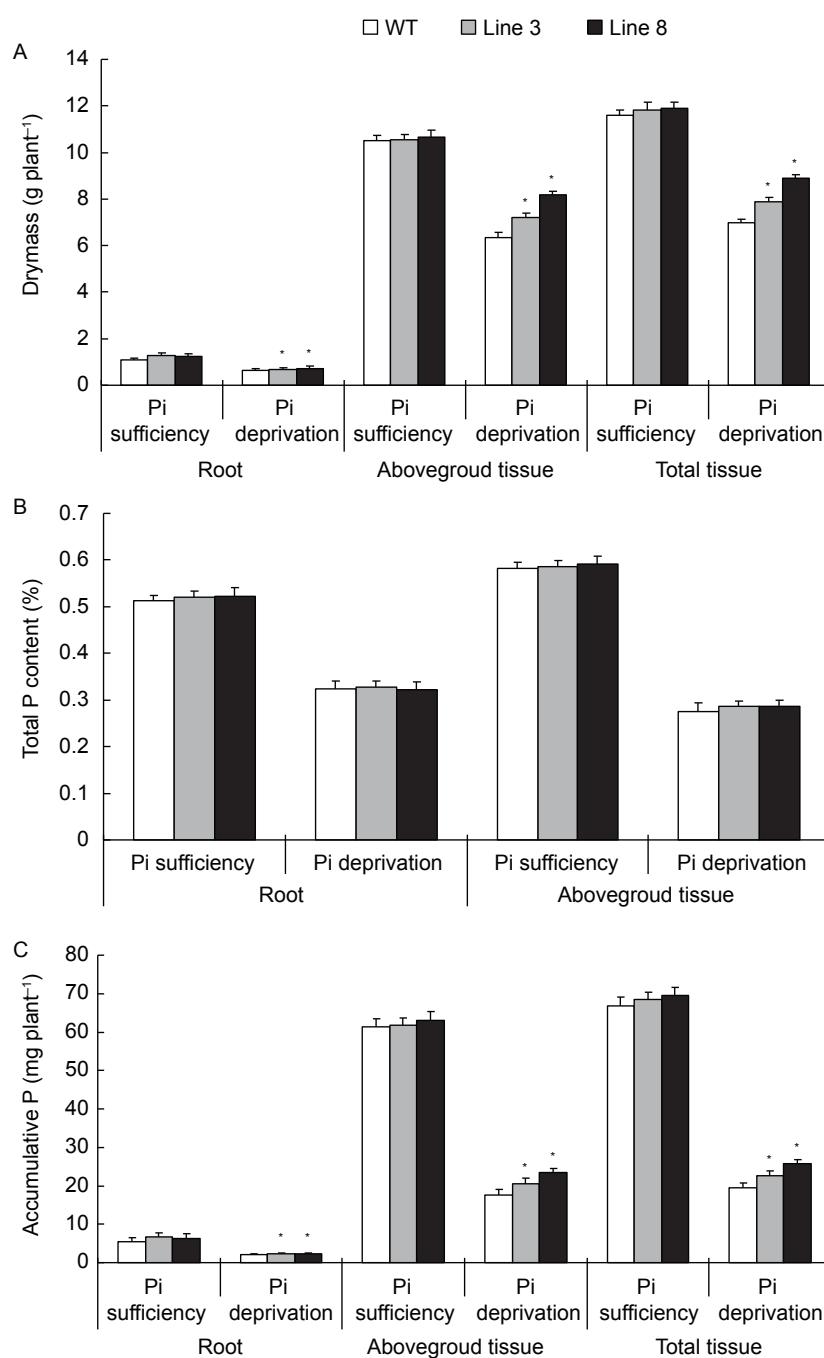 WT Line 3 Line 8
A
Drymass (g plant⁻¹)
14
12
10
8
6
4
2
0
* * * * * *
Pi sufficiency Pi deprivation Pi sufficiency Pi deprivation Pi sufficiency Pi deprivation
Root Abovegroud tissue Total tissue
B
Total P content (%)
0.7
0.6
0.5
0.4
0.3
0.2
0.1
0
Pi sufficiency Pi deprivation Pi sufficiency Pi deprivation
Root Abovegroud tissue
C
Accumulative P (mg plant⁻¹)
80
70
60
50
40
30
20
10
0
* * * * * *
Pi sufficiency Pi deprivation Pi sufficiency Pi deprivation Pi sufficiency Pi deprivation
Root Abovegroud tissue Total tissue